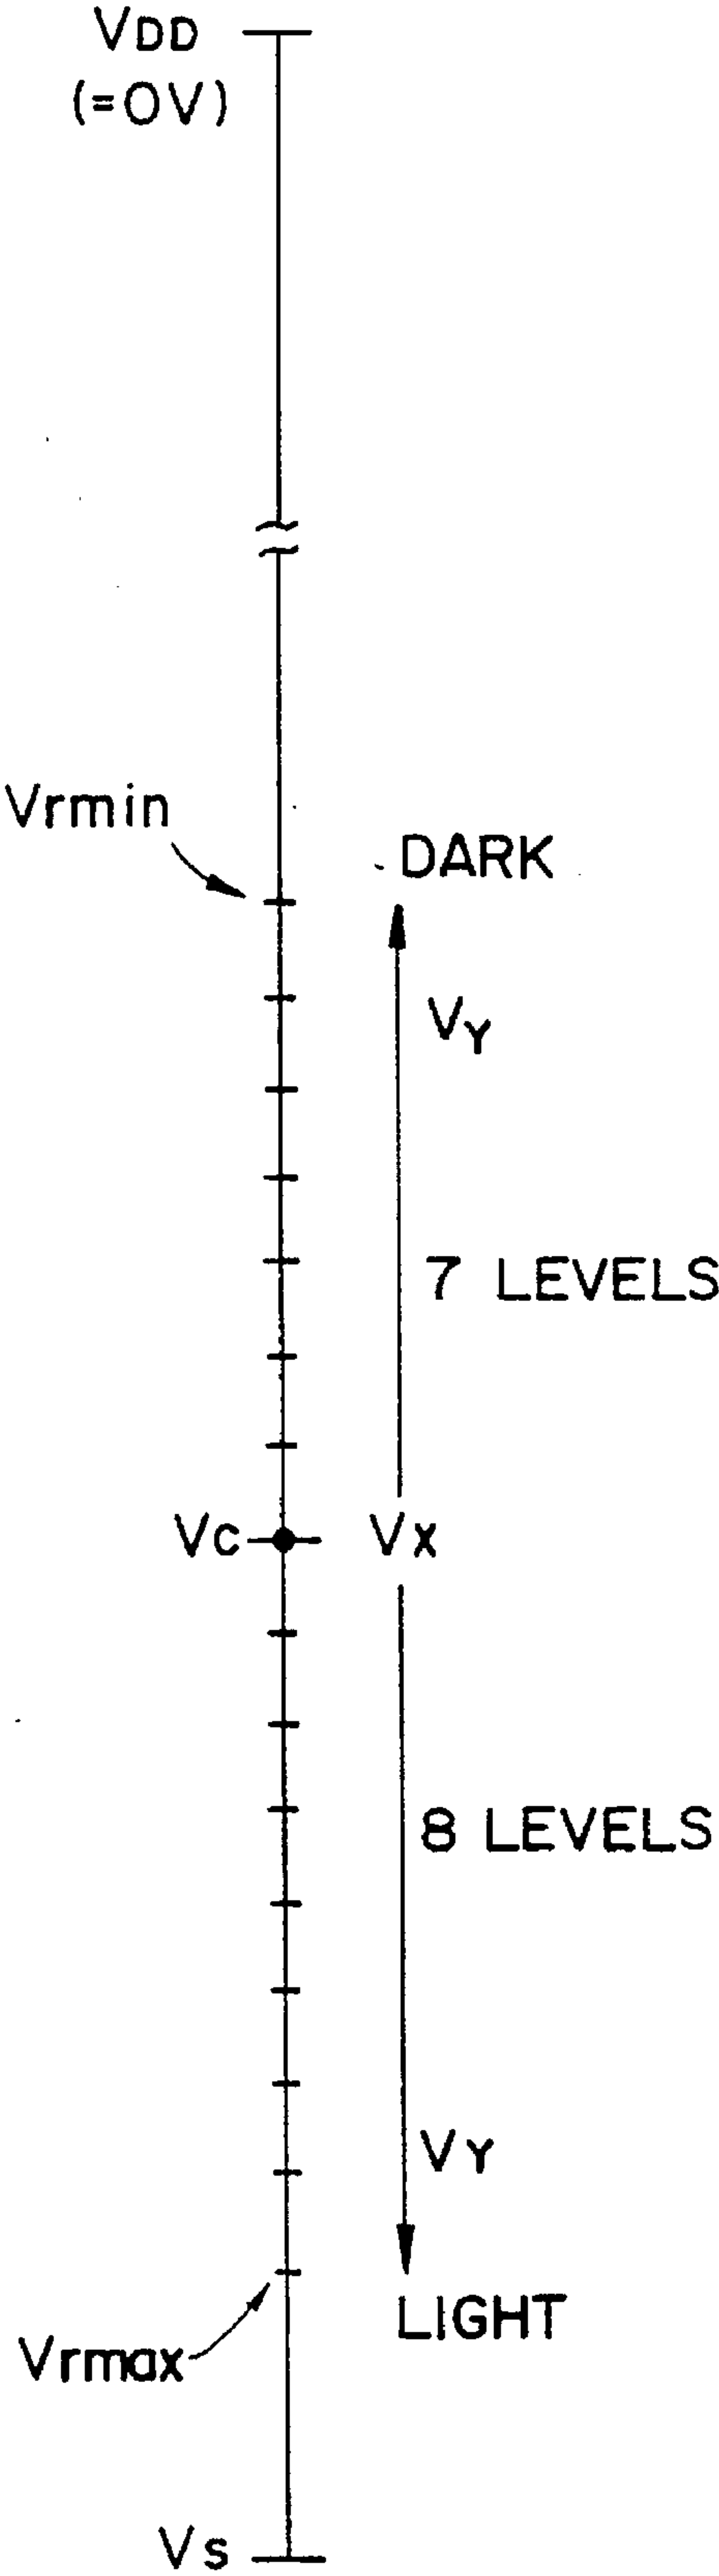 VDD
(=0V)
Vrmin
DARK
VY
7 LEVELS
Vc
Vx
8 LEVELS
VY
LIGHT
Vrmax
Vs